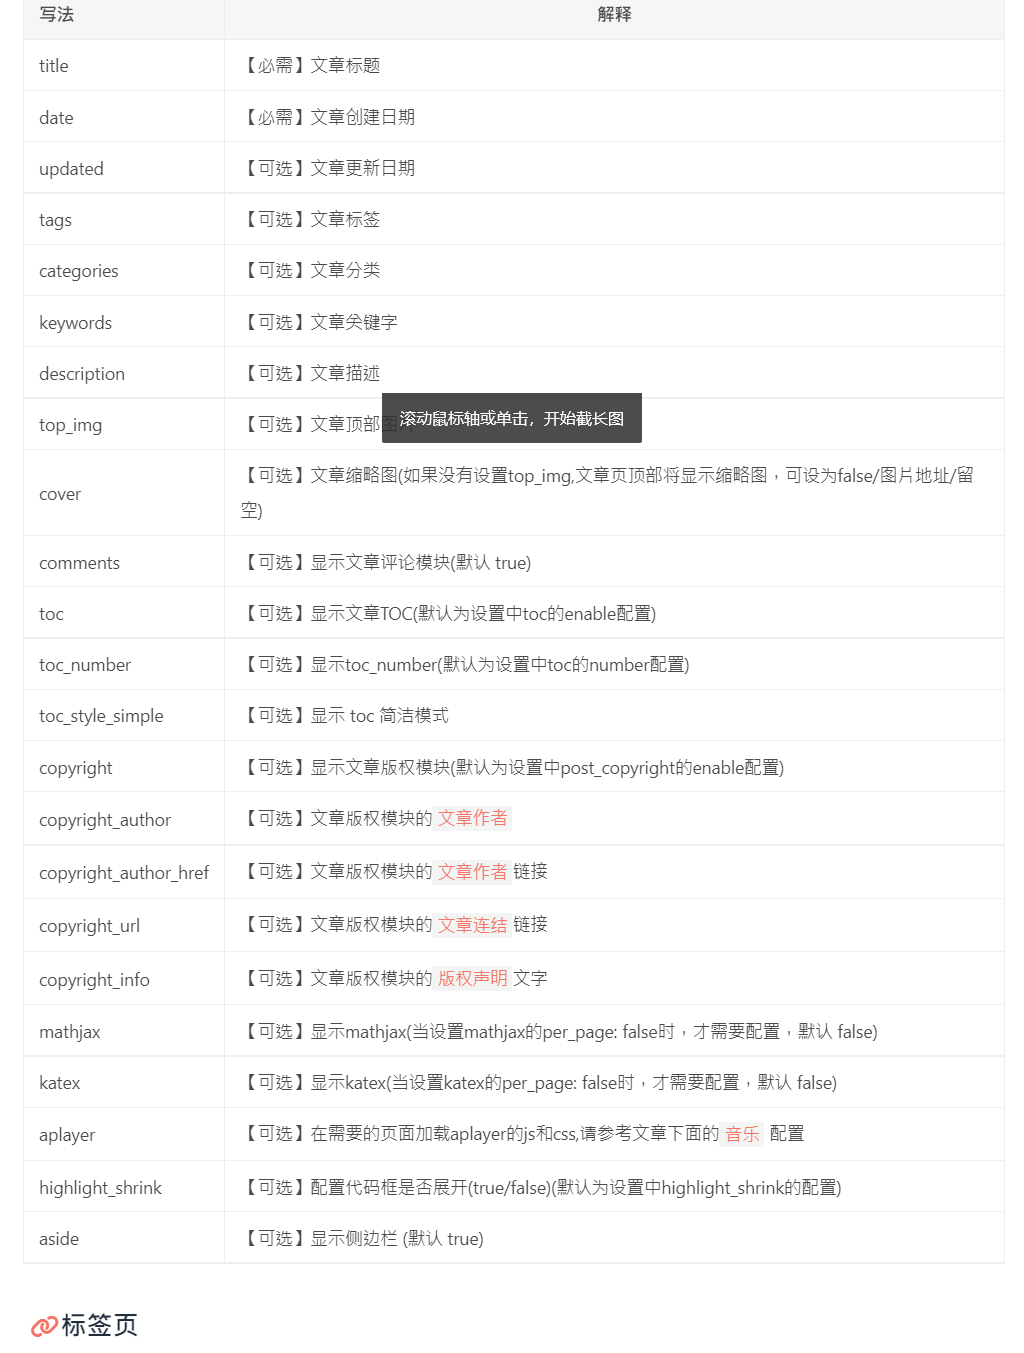 写法 解释
title 【必需】文章标题
date 【必需】文章创建日期
updated 【可选】文章更新日期
tags 【可选】文章标签
categories 【可选】文章分类
keywords 【可选】文章关键字
description 【可选】文章描述
滚动鼠标轴或单击，开始截长图
top_img 【可选】文章顶部图片
cover 【可选】文章缩略图(如果没有设置top_img,文章页顶部将显示缩略图，可设为false/图片地址/留
空)
comments 【可选】显示文章评论模块(默认 true)
toc 【可选】显示文章TOC(默认为设置中toc的enable配置)
toc_number 【可选】显示toc_number(默认为设置中toc的number配置)
toc_style_simple 【可选】显示 toc 简洁模式
copyright 【可选】显示文章版权模块(默认为设置中post_copyright的enable配置)
copyright_author 【可选】文章版权模块的 文章作者
copyright_author_href 【可选】文章版权模块的 文章作者 链接
copyright_url 【可选】文章版权模块的 文章连结 链接
copyright_info 【可选】文章版权模块的 版权声明 文字
mathjax 【可选】显示mathjax(当设置mathjax的per_page: false时，才需要配置，默认 false)
katex 【可选】显示katex(当设置katex的per_page: false时，才需要配置，默认 false)
aplayer 【可选】在需要的页面加载aplayer的js和css,请参考文章下面的 音乐 配置
highlight_shrink 【可选】配置代码框是否展开(true/false)(默认为设置中highlight_shrink的配置)
aside 【可选】显示侧边栏 (默认 true)
标签页